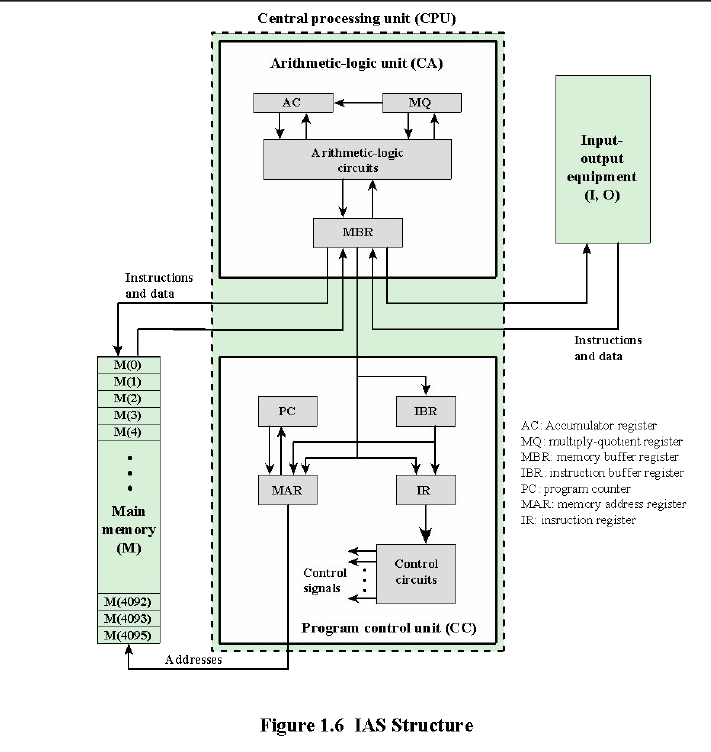 Central processing unit (CPU)
Arithmetic-logic unit (CA)
AC
MQ
Arithmetic-logic
circuits
MBR
Input-
output
equipment
(I, O)
Instructions
and data
Instructions
and data
M(0)
M(1)
M(2)
M(3)
M(4)
Main
memory
(M)
M(4092)
M(4093)
M(4095)
PC
IBR
MAR
IR
Control
circuits
Control
signals
Program control unit (CC)
Addresses
AC: Accumulator register
MQ: multiply-quotient register
MBR: memory buffer register
IBR: instruction buffer register
PC: program counter
MAR: memory address register
IR: insruction register
Figure 1.6 IAS Structure